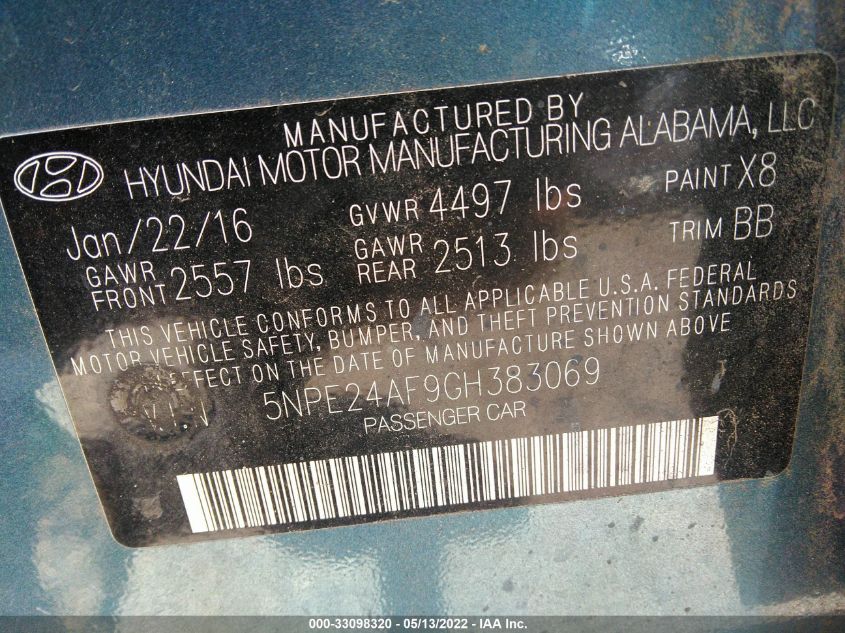 MANUFACTURED BY
HYUNDAI MOTOR MANUFACTURING ALABAMA, LLC
Jan/22/16 GVWR 4497 lbs PAINT X8
GAWR FRONT 2557 lbs GAWR REAR 2513 lbs TRIM BB
THIS VEHICLE CONFORMS TO ALL APPLICABLE U.S.A. FEDERAL
MOTOR VEHICLE SAFETY, BUMPER, AND THEFT PREVENTION STANDARDS
EFFECT ON THE DATE OF MANUFACTURE SHOWN ABOVE
V.I.N 5NPE24AF9GH383069
PASSENGER CAR
000-33098320 - 05/13/2022 - IAA Inc.